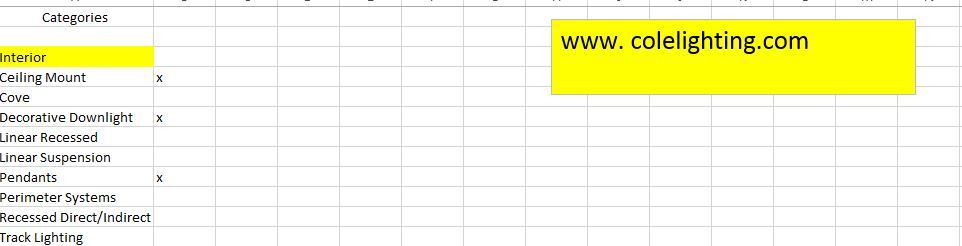 Categories
www. colelighting.com
Interior
Ceiling Mount x
Cove
Decorative Downlight x
Linear Recessed
Linear Suspension
Pendants x
Perimeter Systems
Recessed Direct/Indirect
Track Lighting